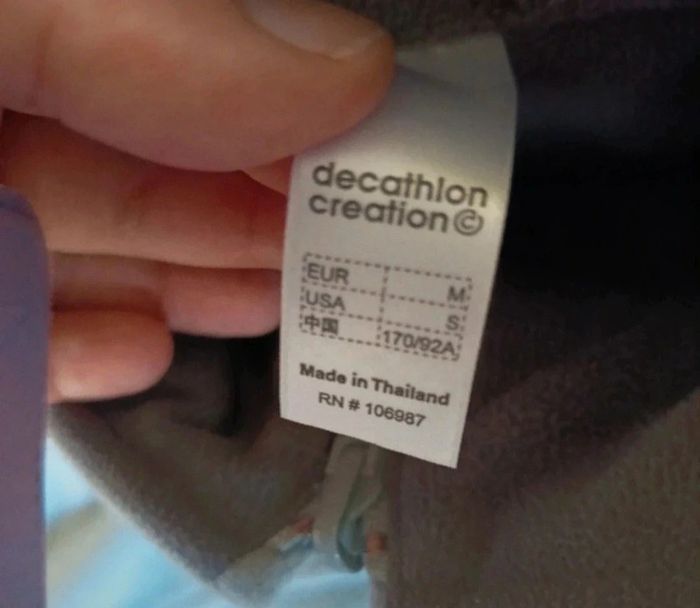 decathlon
creation©
EUR M
USA S
中国 170/92A
Made in Thailand
RN # 106987